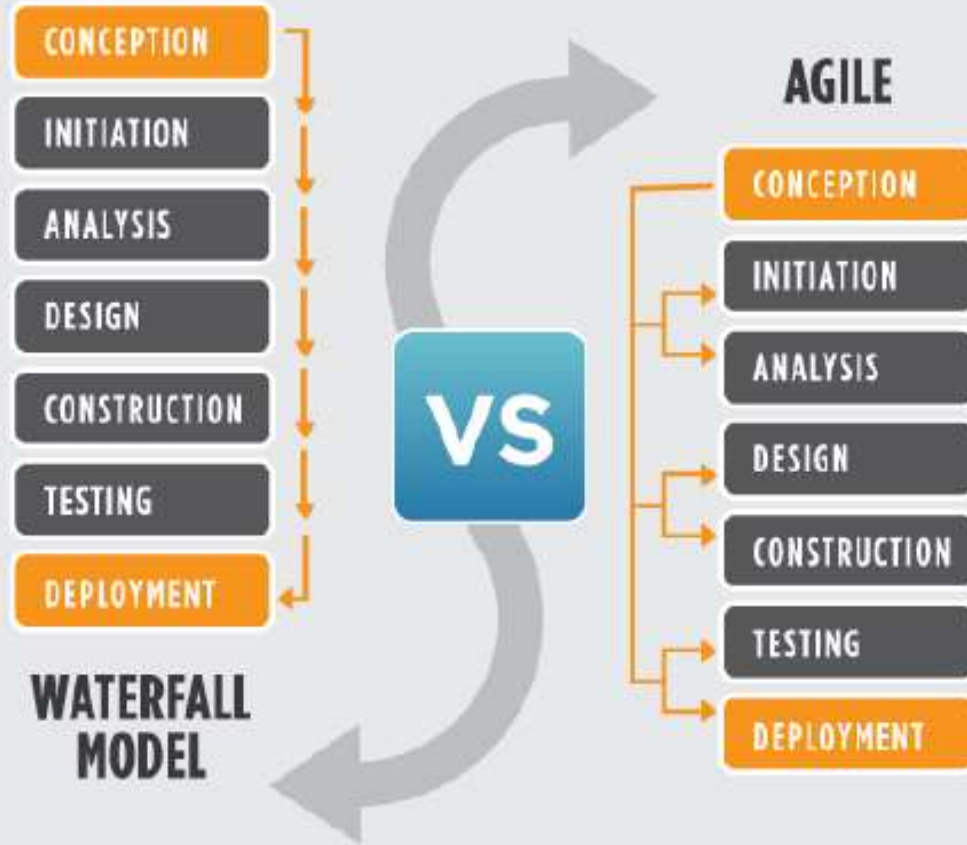 CONCEPTION
INITIATION
ANALYSIS
DESIGN
CONSTRUCTION
TESTING
DEPLOYMENT
WATERFALL
MODEL
VS
AGILE
CONCEPTION
INITIATION
ANALYSIS
DESIGN
CONSTRUCTION
TESTING
DEPLOYMENT